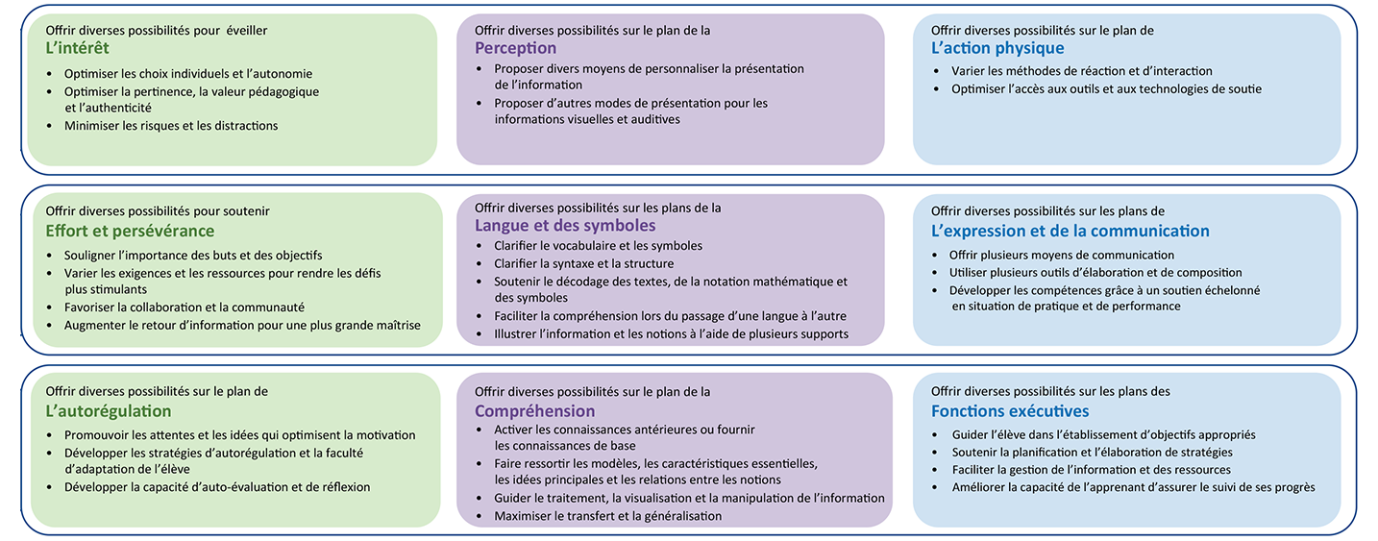 Offrir diverses possibilités pour éveiller
L'intérêt
• Optimiser les choix individuels et l'autonomie
• Optimiser la pertinence, la valeur pédagogique
et l'authenticité
• Minimiser les risques et les distractions
Offrir diverses possibilités sur le plan de la
Perception
• Proposer divers moyens de personnaliser la présentation
de l'information
• Proposer d'autres modes de présentation pour les
informations visuelles et auditives
Offrir diverses possibilités sur le plan de
L'action physique
• Varier les méthodes de réaction et d'interaction
• Optimiser l'accès aux outils et aux technologies de soutie
Offrir diverses possibilités pour soutenir
Effort et persévérance
• Souligner l'importance des buts et des objectifs
• Varier les exigences et les ressources pour rendre les défis
plus stimulants
• Favoriser la collaboration et la communauté
• Augmenter le retour d'information pour une plus grande maîtrise
Offrir diverses possibilités sur les plans de la
Langue et des symboles
• Clarifier le vocabulaire et les symboles
• Clarifier la syntaxe et la structure
• Soutenir le décodage des textes, de la notation mathématique et
des symboles
• Faciliter la compréhension lors du passage d'une langue à l'autre
• Illustrer l'information et les notions à l'aide de plusieurs supports
Offrir diverses possibilités sur les plans de
L'expression et de la communication
• Offrir plusieurs moyens de communication
• Utiliser plusieurs outils d'élaboration et de composition
• Développer les compétences grâce à un soutien échelonné
en situation de pratique et de performance
Offrir diverses possibilités sur le plan de
L'autorégulation
• Promouvoir les attentes et les idées qui optimisent la motivation
• Développer les stratégies d'autorégulation et la faculté
d'adaptation de l'élève
• Développer la capacité d'auto-évaluation et de réflexion
Offrir diverses possibilités sur le plan de la
Compréhension
• Activer les connaissances antérieures ou fournir
les connaissances de base
• Faire ressortir les modèles, les caractéristiques essentielles,
les idées principales et les relations entre les notions
• Guider le traitement, la visualisation et la manipulation de l'information
• Maximiser le transfert et la généralisation
Offrir diverses possibilités sur les plans des
Fonctions exécutives
• Guider l'élève dans l'établissement d'objectifs appropriés
• Soutenir la planification et l'élaboration de stratégies
• Faciliter la gestion de l'information et des ressources
• Améliorer la capacité de l'apprenant d'assurer le suivi de ses progrès